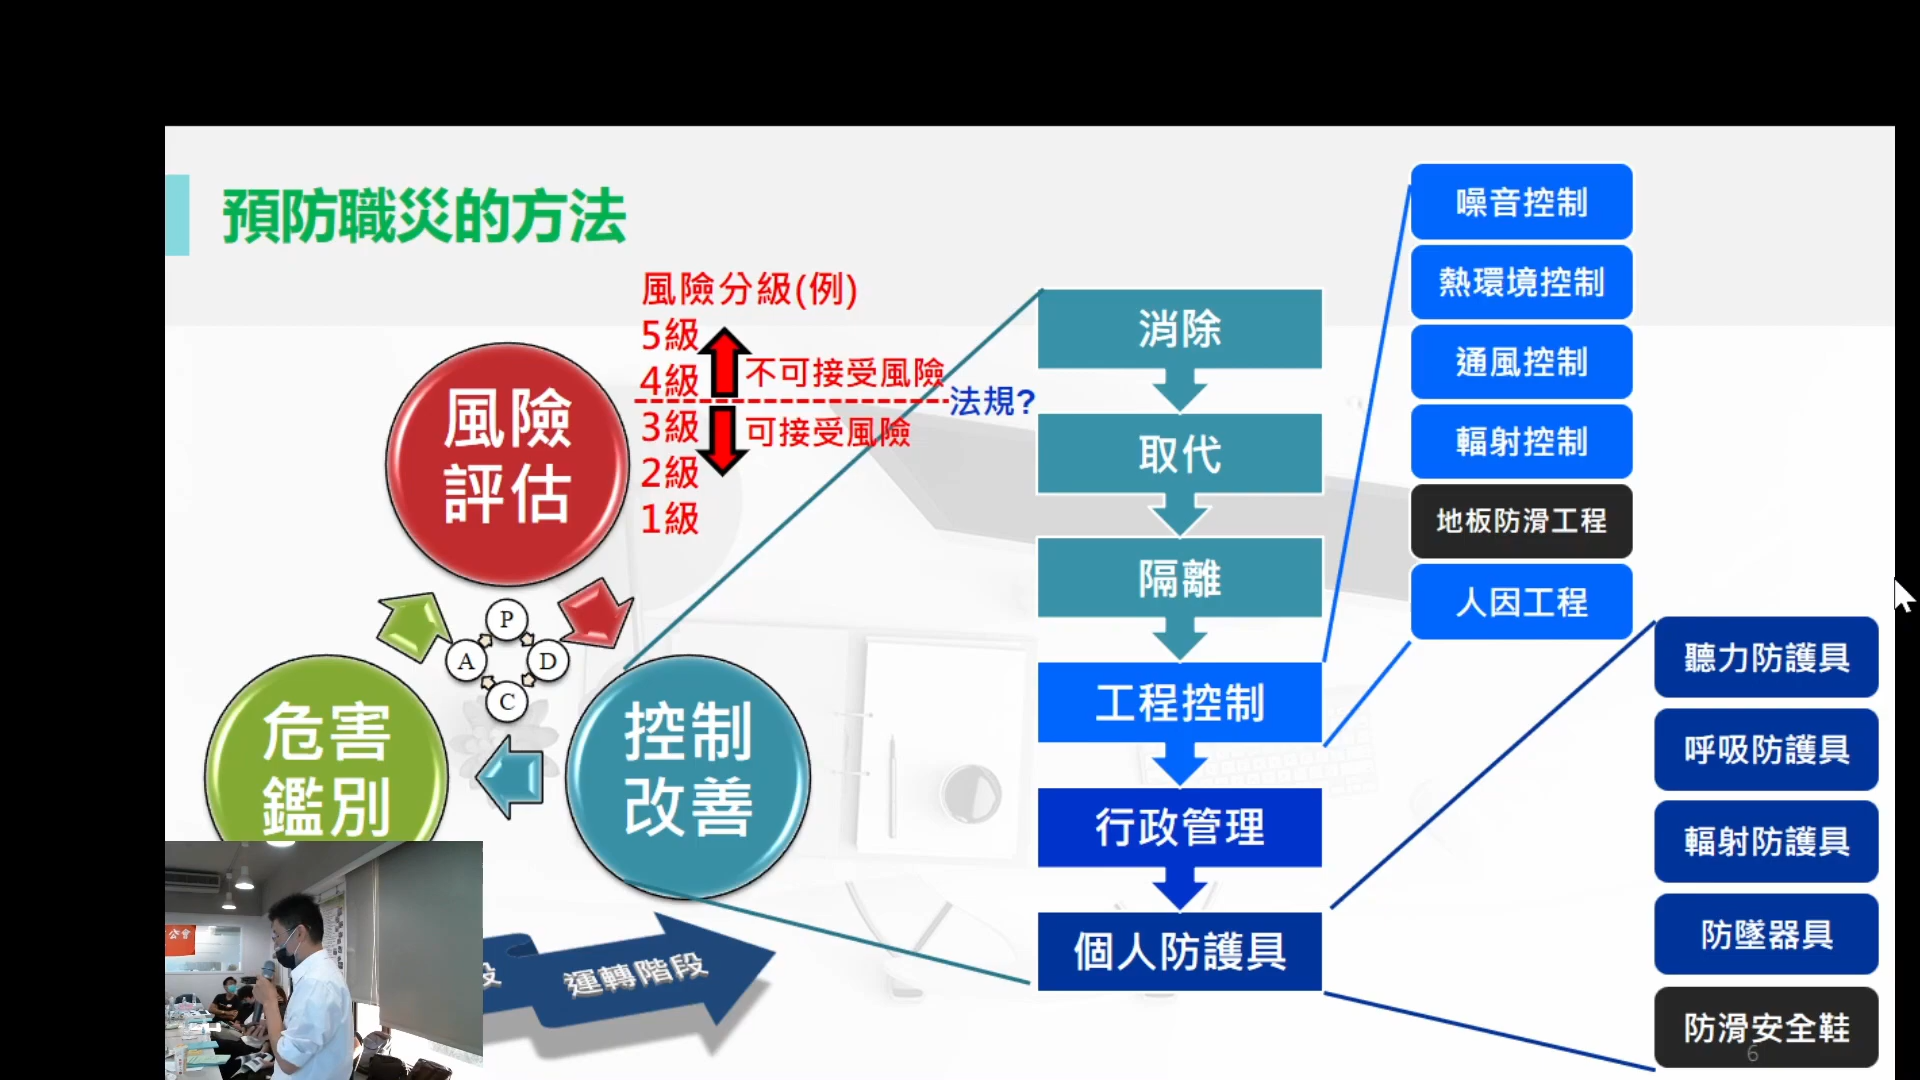 預防職災的方法
風險分級(例)
5級
4級
3級
2級
1級
不可接受風險
可接受風險
法規?
風險
評估
P
A
D
C
危害
鑑別
控制
改善
段
運轉階段
消除
取代
隔離
工程控制
行政管理
個人防護具
噪音控制
熱環境控制
通風控制
輻射控制
地板防滑工程
人因工程
聽力防護具
呼吸防護具
輻射防護具
防墜器具
防滑安全鞋
6
公會